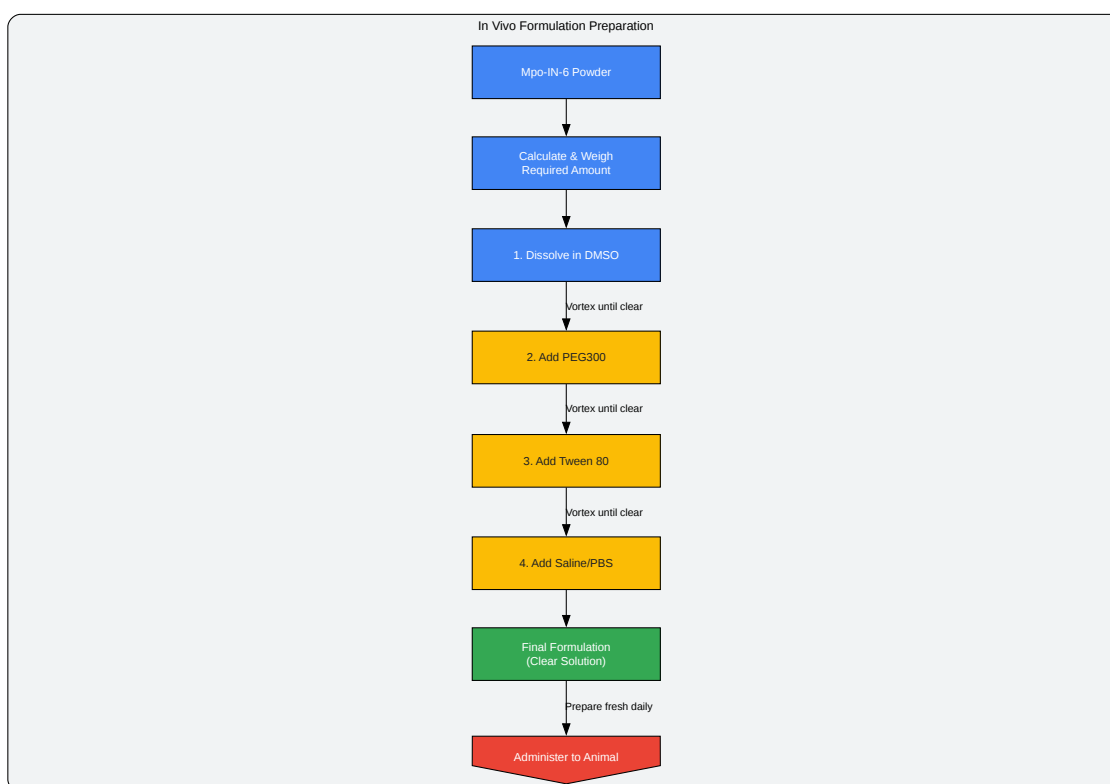 In Vivo Formulation Preparation
Mpo-IN-6 Powder
Calculate & Weigh
Required Amount
1. Dissolve in DMSO
Vortex until clear
2. Add PEG300
Vortex until clear
3. Add Tween 80
Vortex until clear
4. Add Saline/PBS
Final Formulation
(Clear Solution)
Prepare fresh daily
Administer to Animal